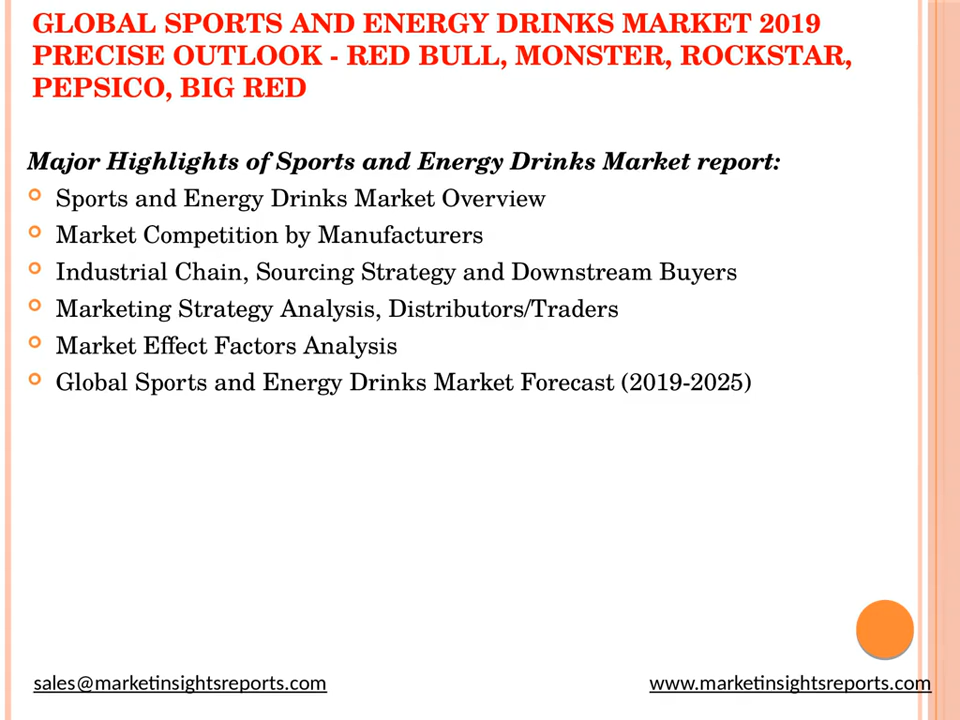 GLOBAL SPORTS AND ENERGY DRINKS MARKET 2019
PRECISE OUTLOOK - RED BULL, MONSTER, ROCKSTAR,
PEPSICO, BIG RED
Major Highlights of Sports and Energy Drinks Market report:
Sports and Energy Drinks Market Overview
Market Competition by Manufacturers
Industrial Chain, Sourcing Strategy and Downstream Buyers
Marketing Strategy Analysis, Distributors/Traders
Market Effect Factors Analysis
Global Sports and Energy Drinks Market Forecast (2019-2025)
sales@marketinsightsreports.com
www.marketinsightsreports.com